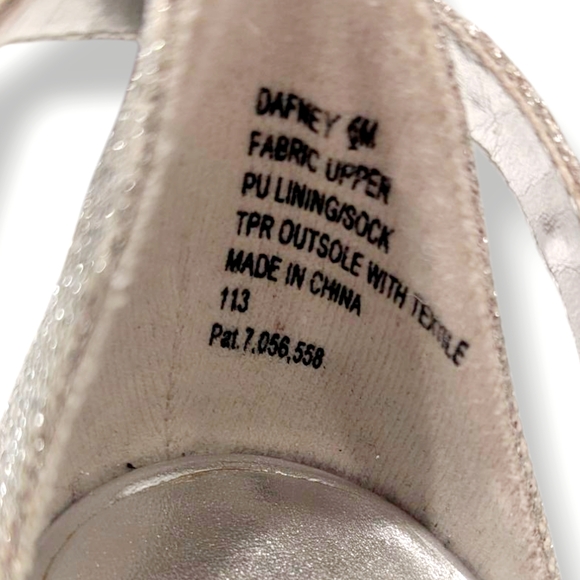 DAFNEY 6M
FABRIC UPPER
PU LINING/SOCK
TPR OUTSOLE WITH TEXTILE
MADE IN CHINA
113
Pat.7,056,558